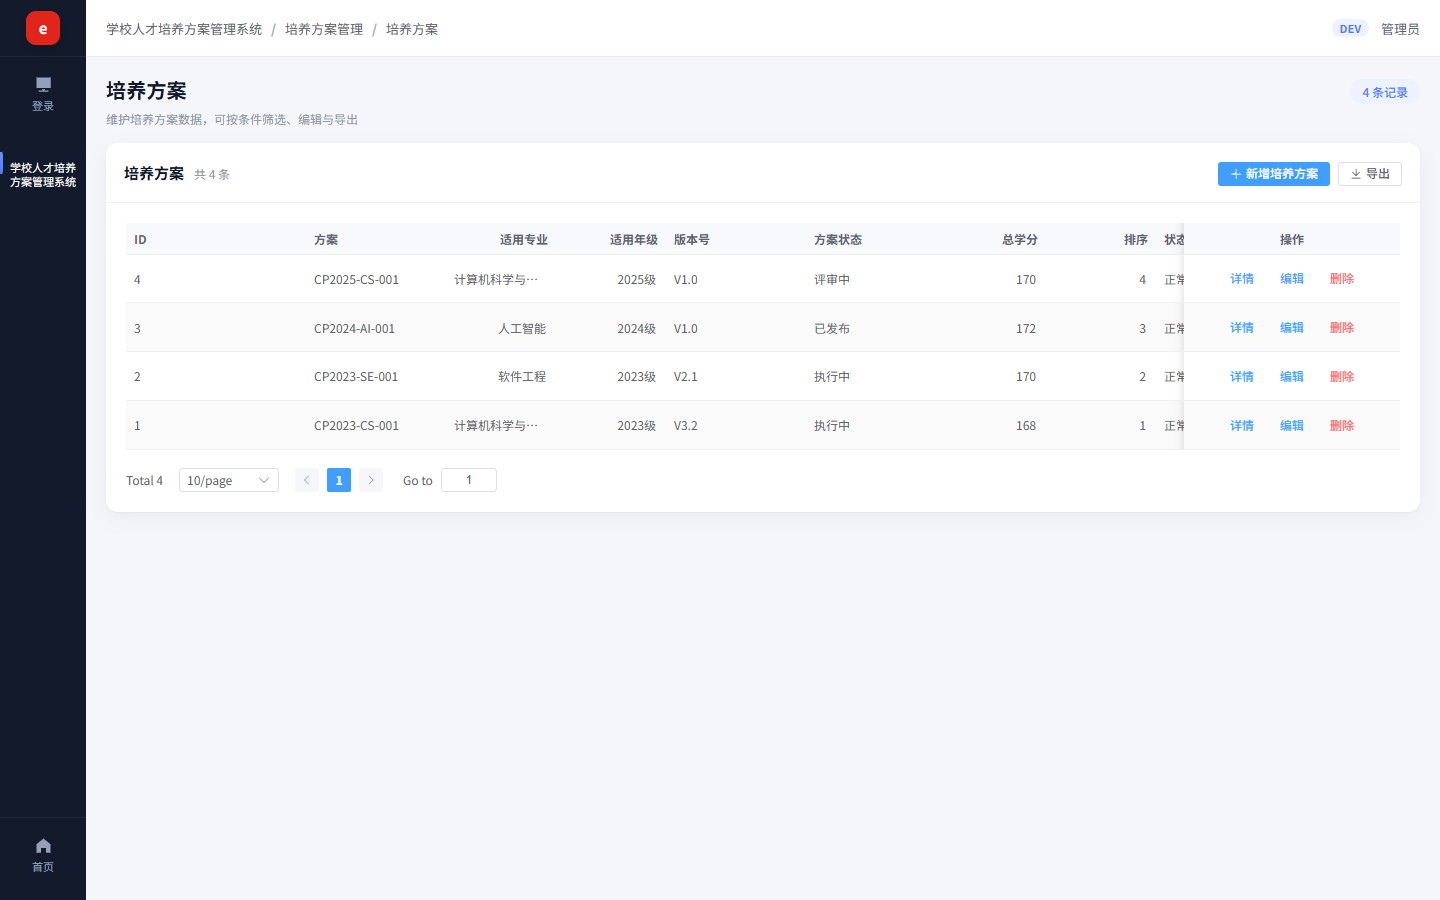 e
登录
学校人才培养
方案管理系统
首页
学校人才培养方案管理系统 / 培养方案管理 / 培养方案
DEV 管理员
培养方案
4 条记录
维护培养方案数据，可按条件筛选、编辑与导出
培养方案 共 4 条
新增培养方案 导出
ID 方案 适用专业 适用年级 版本号 方案状态 总学分 排序 状态 操作
4 CP2025-CS-001 计算机科学与… 2025级 V1.0 评审中 170 4 正常 详情 编辑 删除
3 CP2024-AI-001 人工智能 2024级 V1.0 已发布 172 3 正常 详情 编辑 删除
2 CP2023-SE-001 软件工程 2023级 V2.1 执行中 170 2 正常 详情 编辑 删除
1 CP2023-CS-001 计算机科学与… 2023级 V3.2 执行中 168 1 正常 详情 编辑 删除
Total 4 10/page 1 Go to 1